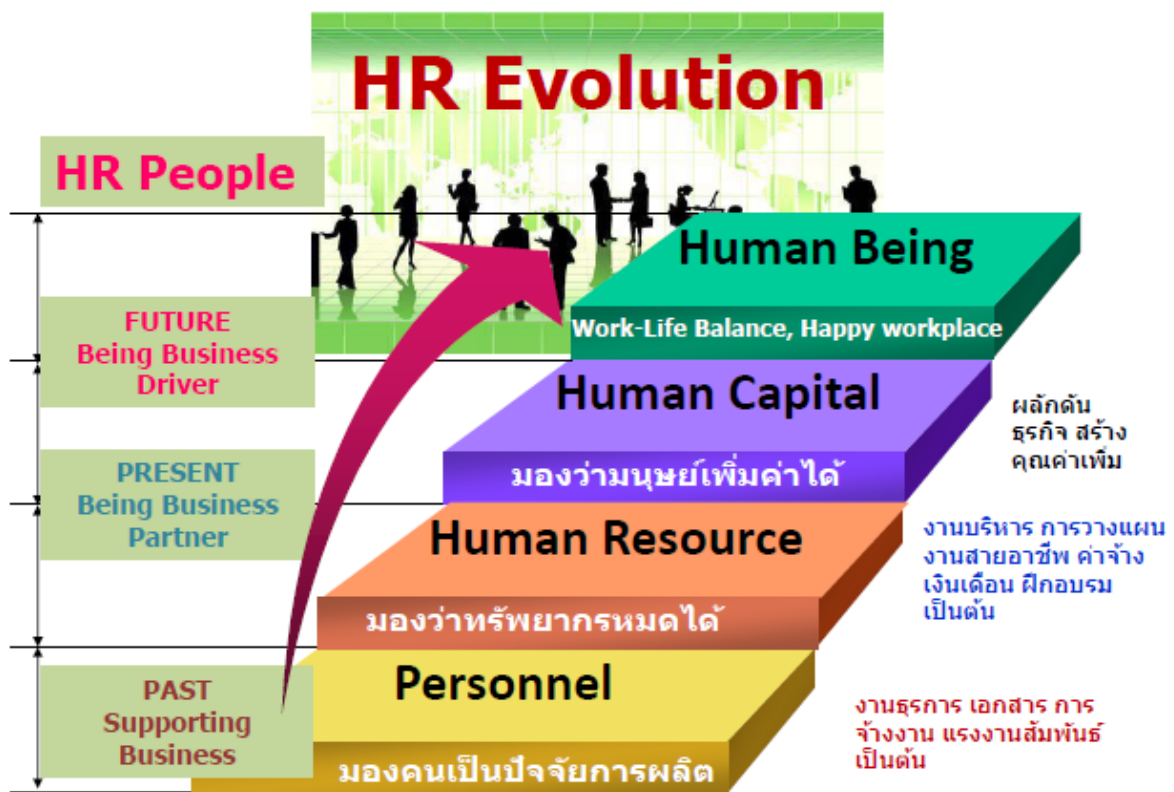 HR Evolution
HR People
Human Being
Work-Life Balance, Happy workplace
FUTURE
Being Business
Driver
Human Capital
มองว่ามนุษย์เพิ่มค่าได้
ผลักดัน
ธุรกิจ สร้าง
คุณค่าเพิ่ม
PRESENT
Being Business
Partner
Human Resource
มองว่าทรัพยากรหมดได้
งานบริหาร การวางแผน
งานสายอาชีพ ค่าจ้าง
เงินเดือน ฝึกอบรม
เป็นต้น
PAST
Supporting
Business
Personnel
มองคนเป็นปัจจัยการผลิต
งานธุรการ เอกสาร การ
จ้างงาน แรงงานสัมพันธ์
เป็นต้น